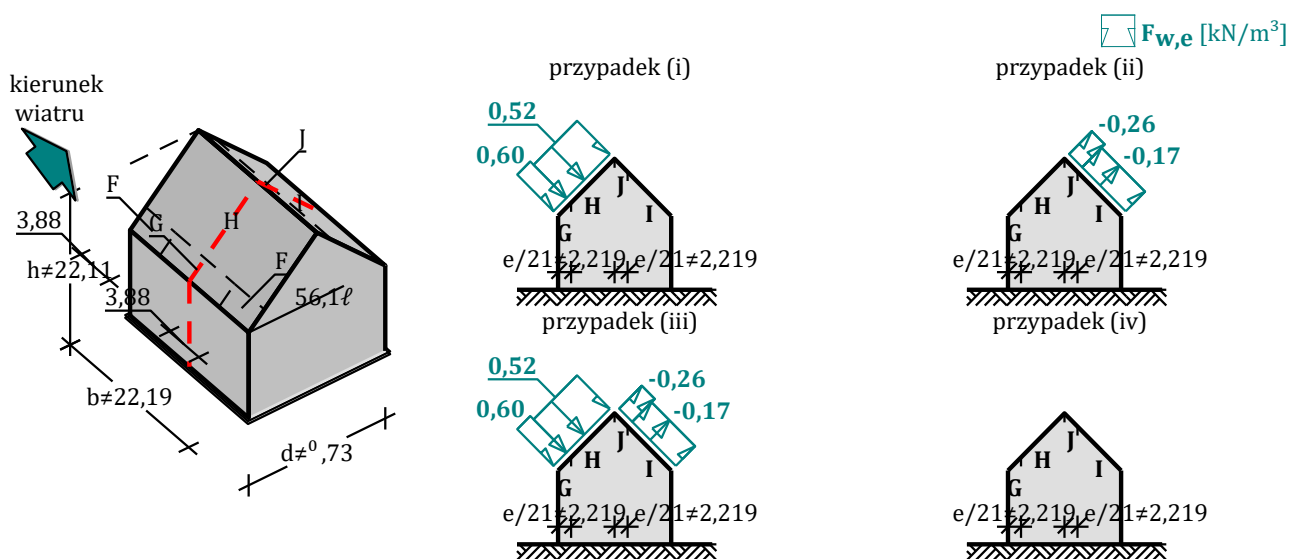 F_w,e [kN/m³]
przypadek (i)
przypadek (ii)
kierunek
wiatru
J
F
G
H
I
F
3,88
h≠22,11
3,88
56,1ℓ
b≠22,19
d≠⁰,73
0,52
0,60
H
J
I
G
e/21≠2,219 e/21≠2,219
-0,26
-0,17
H
J
I
G
e/21≠2,219 e/21≠2,219
przypadek (iii)
przypadek (iv)
0,52
0,60
-0,26
-0,17
H
J
I
G
e/21≠2,219 e/21≠2,219
H
J
I
G
e/21≠2,219 e/21≠2,219